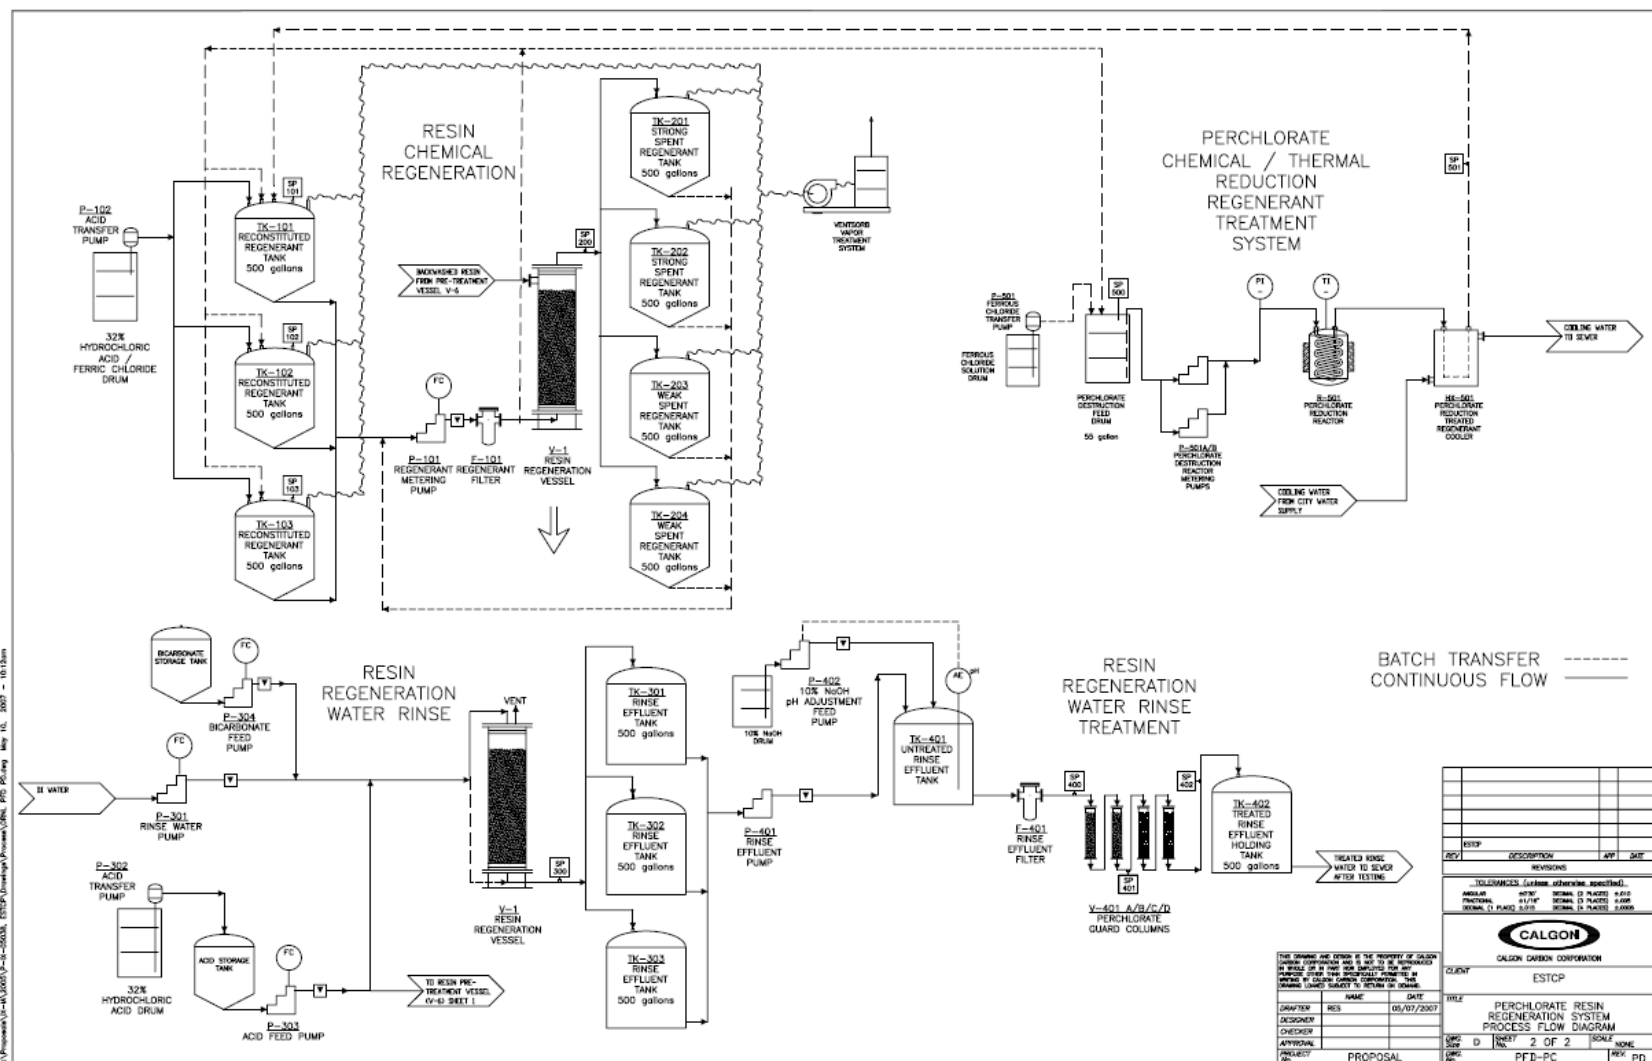 RESIN
CHEMICAL
REGENERATION
P-102
ACID
TRANSFER
PUMP
32%
HYDROCHLORIC
ACID /
FERRIC CHLORIDE
DRUM
SP
101
TK-101
RECONSTITUTED
REGENERANT
TANK
500 gallons
SP
102
TK-102
RECONSTITUTED
REGENERANT
TANK
500 gallons
SP
103
TK-103
RECONSTITUTED
REGENERANT
TANK
500 gallons
BACKWASHED RESIN
FROM PRE-TREATMENT
VESSEL V-6
FC
P-101
REGENERANT
METERING
PUMP
F-101
REGENERANT
FILTER
V-1
RESIN
REGENERATION
VESSEL
SP
200
TK-201
STRONG
SPENT
REGENERANT
TANK
500 gallons
TK-202
STRONG
SPENT
REGENERANT
TANK
500 gallons
TK-203
WEAK
SPENT
REGENERANT
TANK
500 gallons
TK-204
WEAK
SPENT
REGENERANT
TANK
500 gallons
VENTSORB
VAPOR
TREATMENT
SYSTEM
PERCHLORATE
CHEMICAL / THERMAL
REDUCTION
REGENERANT
TREATMENT
SYSTEM
P-501
FERROUS
CHLORIDE
TRANSFER
PUMP
FERROUS
CHLORIDE
SOLUTION
DRUM
SP
500
PERCHLORATE
DESTRUCTION
FEED
DRUM
55 gallon
P-501A/B
PERCHLORATE
DESTRUCTION
REACTOR
METERING
PUMPS
PI
TI
R-501
PERCHLORATE
REDUCTION
REACTOR
SP
501
HX-501
PERCHLORATE
REDUCTION
TREATED
REGENERANT
COOLER
COOLING WATER
TO SEWER
COOLING WATER
FROM CITY WATER
SUPPLY
BATCH TRANSFER
CONTINUOUS FLOW
RESIN
REGENERATION
WATER RINSE
BICARBONATE
STORAGE TANK
FC
P-304
BICARBONATE
FEED
PUMP
FC
DI WATER
P-301
RINSE WATER
PUMP
P-302
ACID
TRANSFER
PUMP
32%
HYDROCHLORIC
ACID DRUM
ACID STORAGE
TANK
FC
P-303
ACID FEED PUMP
TO RESIN PRE-
TREATMENT VESSEL
(V-6) SHEET 1
VENT
V-1
RESIN
REGENERATION
VESSEL
SP
300
TK-301
RINSE
EFFLUENT
TANK
500 gallons
TK-302
RINSE
EFFLUENT
TANK
500 gallons
TK-303
RINSE
EFFLUENT
TANK
500 gallons
RESIN
REGENERATION
WATER RINSE
TREATMENT
P-402
10% NaOH
pH ADJUSTMENT
FEED
PUMP
10% NaOH
DRUM
AE
pH
P-401
RINSE
EFFLUENT
PUMP
TK-401
UNTREATED
RINSE
EFFLUENT
TANK
F-401
RINSE
EFFLUENT
FILTER
SP
400
SP
401
SP
402
V-401 A/B/C/D
PERCHLORATE
GUARD COLUMNS
TK-402
TREATED
RINSE
EFFLUENT
HOLDING
TANK
500 gallons
TREATED RINSE
WATER TO SEWER
AFTER TESTING
ESTCP
REV DESCRIPTION APP DATE
REVISIONS
TOLERANCES (unless otherwise specified)
CALGON
CALGON CARBON CORPORATION
CLIENT
ESTCP
TITLE
PERCHLORATE RESIN
REGENERATION SYSTEM
PROCESS FLOW DIAGRAM
DWG. Size D SHEET No. 2 OF 2 SCALE NONE
DWG. PFD-PC REV.
NAME DATE
DRAFTER RES 05/07/2007
DESIGNER
CHECKER
APPROVAL
PROJECT No. PROPOSAL